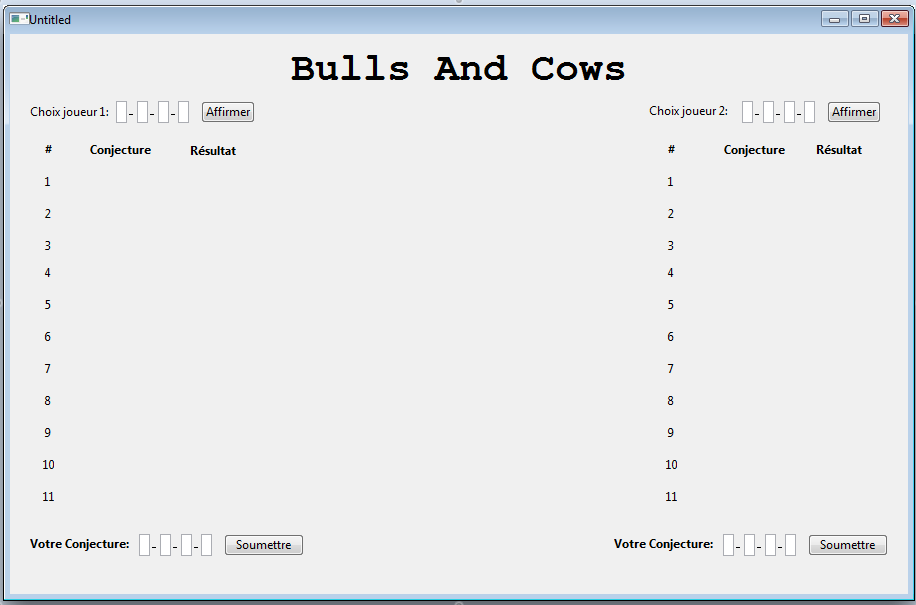 Untitled
Bulls And Cows
Choix joueur 1: - - - Affirmer Choix joueur 2: - - - Affirmer
# Conjecture Résultat # Conjecture Résultat
1 1
2 2
3 3
4 4
5 5
6 6
7 7
8 8
9 9
10 10
11 11
Votre Conjecture: - - - Soumettre Votre Conjecture: - - - Soumettre